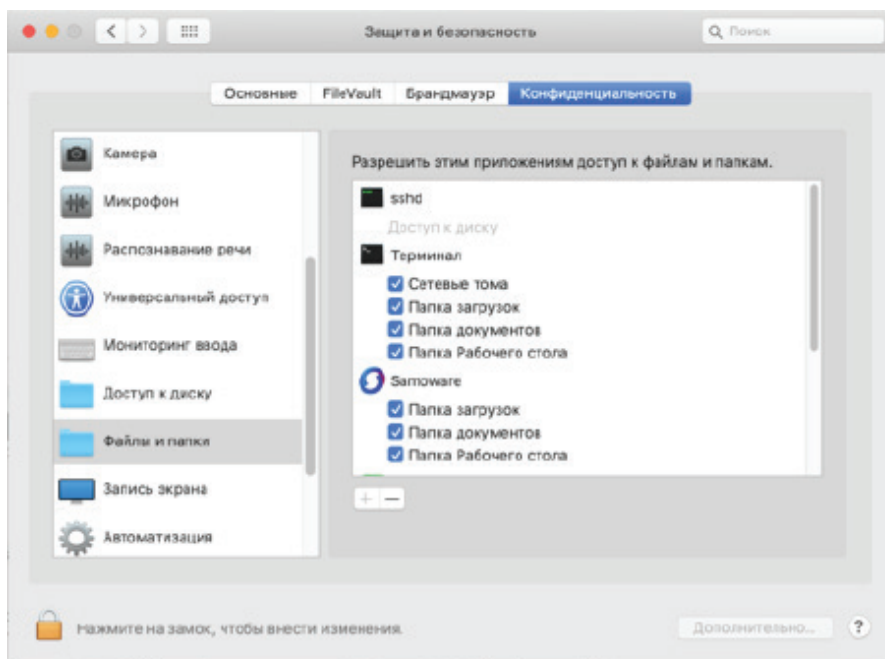 Защита и безопасность
Поиск
Основные
FileVault
Брандмауэр
Конфиденциальность
Камера
Микрофон
Распознавание речи
Универсальный доступ
Мониторинг ввода
Доступ к диску
Файлы и папки
Запись экрана
Автоматизация
Разрешить этим приложениям доступ к файлам и папкам.
sshd
Доступ к диску
Терминал
Сетевые тома
Папка загрузок
Папка документов
Папка Рабочего стола
Samoware
Папка загрузок
Папка документов
Папка Рабочего стола
Нажмите на замок, чтобы внести изменения.
Дополнительно...
?